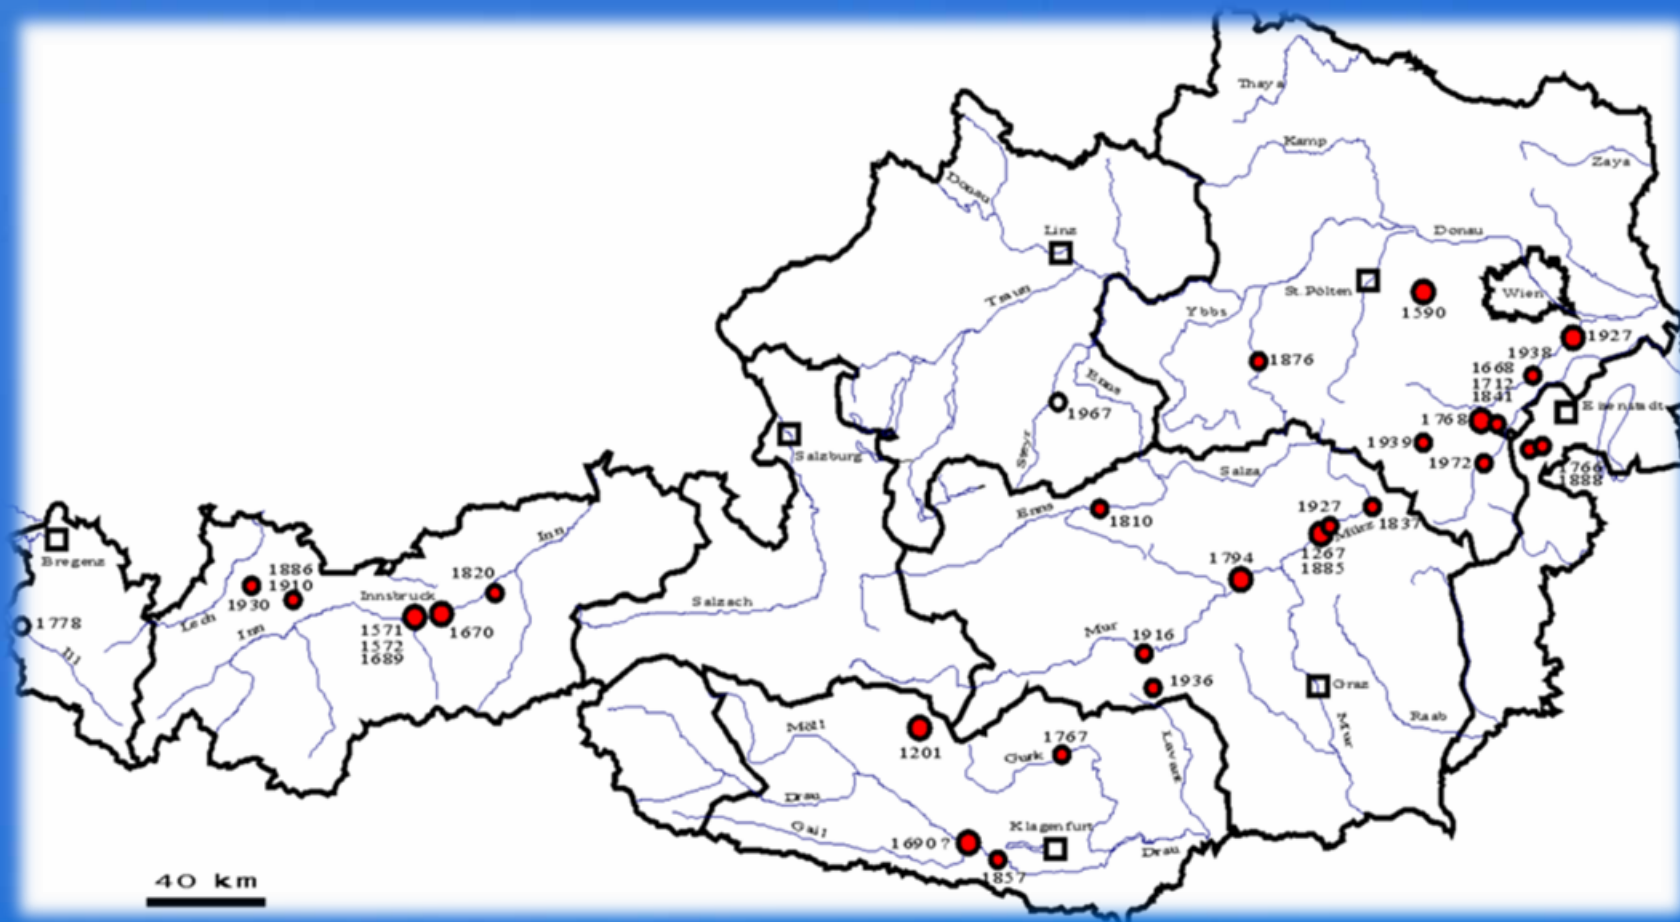 Thaya
Kamp
Zaya
Donau
Linz
Donau
Traun
St.Pölten
Wien
1590
Ybbs
1927
1938
1876
1668
1712
1841
Enns
1967
Eisenstadt
1768
1939
Salzburg
Steyr
1972
1766
1888
Salza
Enns
1810
1927
Mürz
1837
1267
1885
Inn
Bregenz
1886
1910
1930
1820
1794
Innsbruck
Salzach
1778
Lech
Inn
1571
1572
1689
1670
Mur
1916
Ill
1936
Graz
Raab
Mur
Möll
1201
1767
Gurk
Lavant
Drau
Gail
Klagenfurt
1690?
Drau
1857
40 km